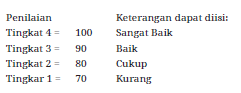 Penilaian Keterangan dapat diisi:
Tingkat 4 = 100 Sangat Baik
Tingkat 3 = 90 Baik
Tingkat 2 = 80 Cukup
Tingkar 1 = 70 Kurang